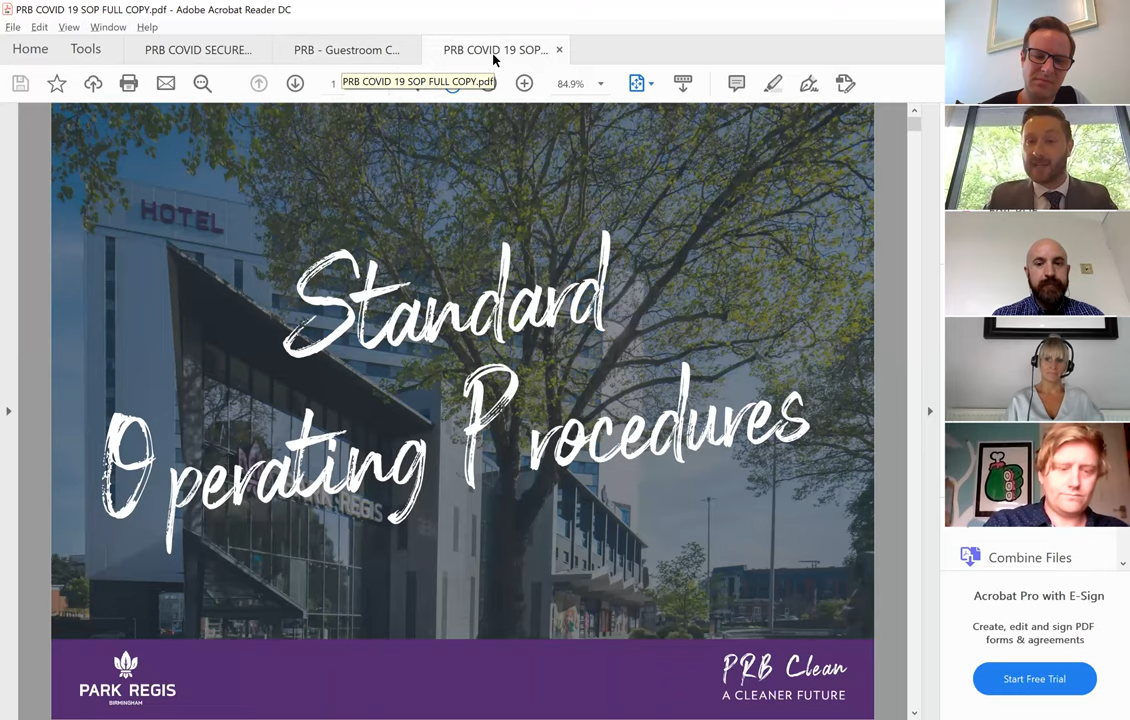 PRB COVID 19 SOP FULL COPY.pdf - Adobe Acrobat Reader DC
File Edit View Window Help
Home Tools PRB COVID SECURE... PRB - Guestroom C... PRB COVID 19 SOP... ×
1 PRB COVID 19 SOP FULL COPY.pdf 84.9%
HOTEL
Standard
Operating Procedures
PARK REGIS
BIRMINGHAM
PRB Clean
A CLEANER FUTURE
Combine Files
Acrobat Pro with E-Sign
Create, edit and sign PDF
forms & agreements
Start Free Trial